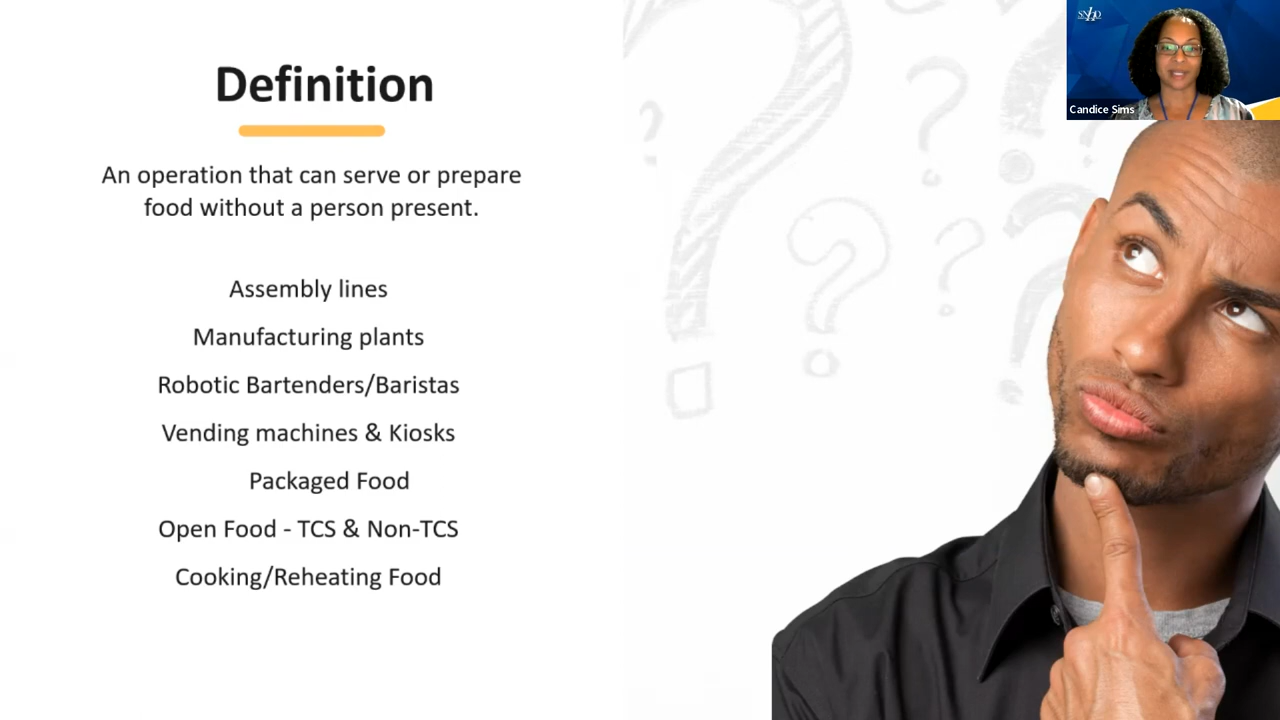 Definition
An operation that can serve or prepare
food without a person present.
Assembly lines
Manufacturing plants
Robotic Bartenders/Baristas
Vending machines & Kiosks
Packaged Food
Open Food - TCS & Non-TCS
Cooking/Reheating Food
Candice Sims